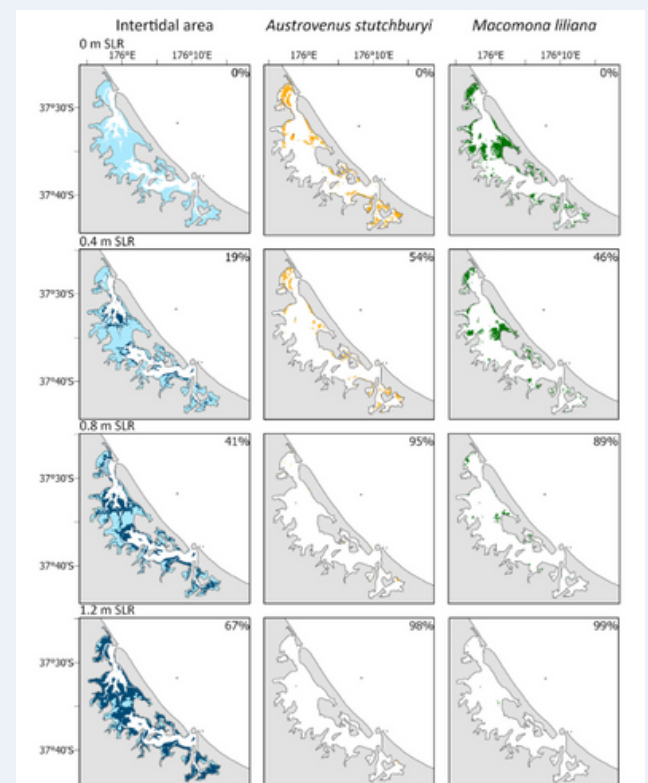 Intertidal area Austrovenus stutchburyi Macomona liliana
0 m SLR
176°E 176°10'E 176°E 176°10'E 176°E 176°10'E
0% 0% 0%
37°30'S
37°40'S
0.4 m SLR
19% 54% 46%
37°30'S
37°40'S
0.8 m SLR
41% 95% 89%
37°30'S
37°40'S
1.2 m SLR
67% 98% 99%
37°30'S
37°40'S